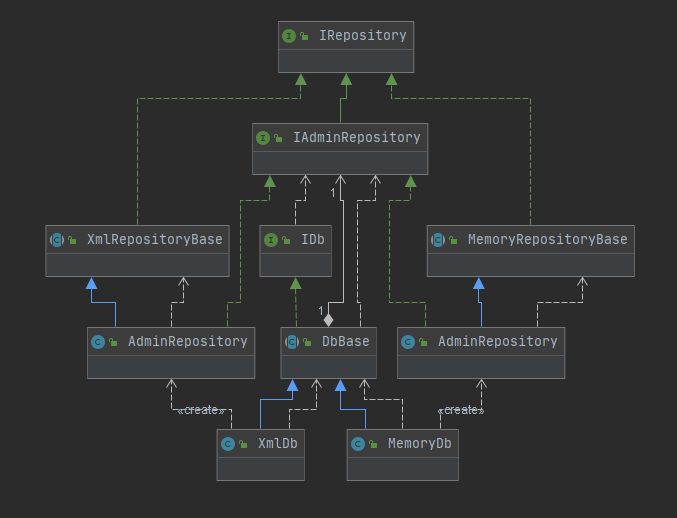 IRepository
IAdminRepository
1
XmlRepositoryBase
IDb
MemoryRepositoryBase
1
AdminRepository
DbBase
AdminRepository
«create»
«create»
XmlDb
MemoryDb